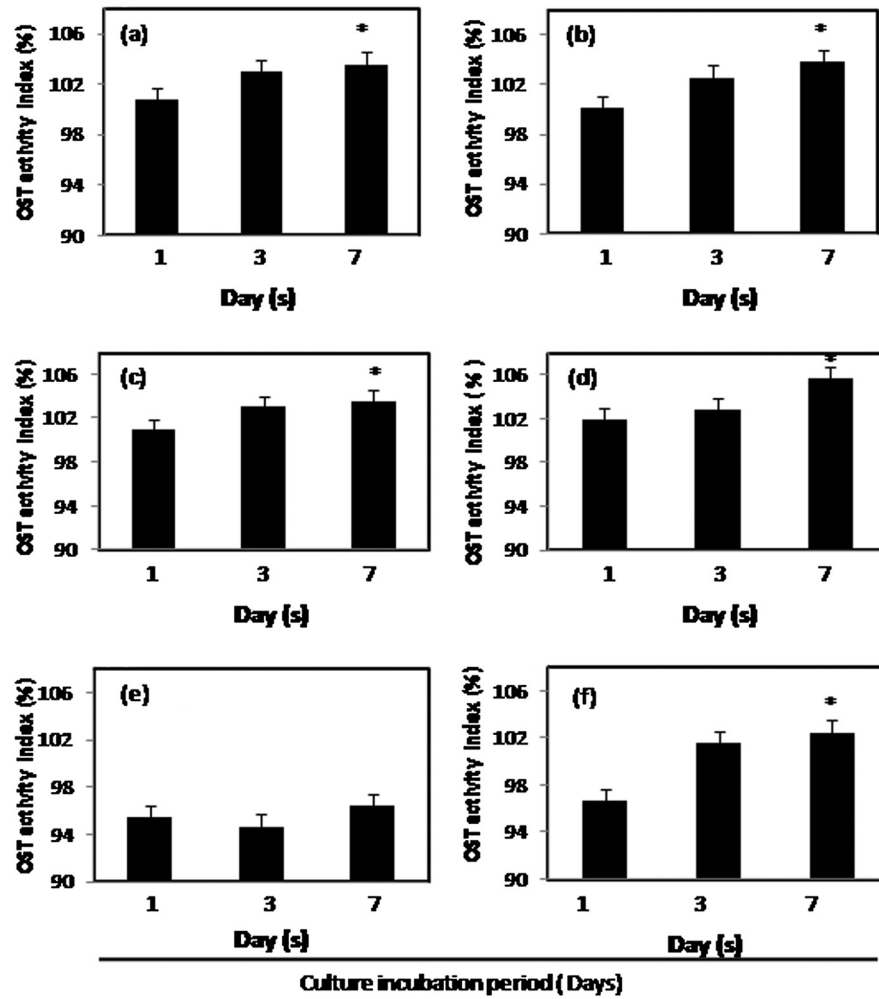 OST activity Index (%)
106
102
98
94
90
(a)
*
1 3 7
Day (s)
OST activity Index (%)
106
102
98
94
90
(b)
*
1 3 7
Day (s)
OST activity Index (%)
106
102
98
94
90
(c)
*
1 3 7
Day (s)
OST activity Index ( % )
106
102
98
94
90
(d)
*
1 3 7
Day (s)
OST activity Index (%)
106
102
98
94
90
(e)
1 3 7
Day (s)
OST activity Index (%)
106
102
98
94
90
(f)
*
1 3 7
Day (s)
Culture incubation period ( Days)